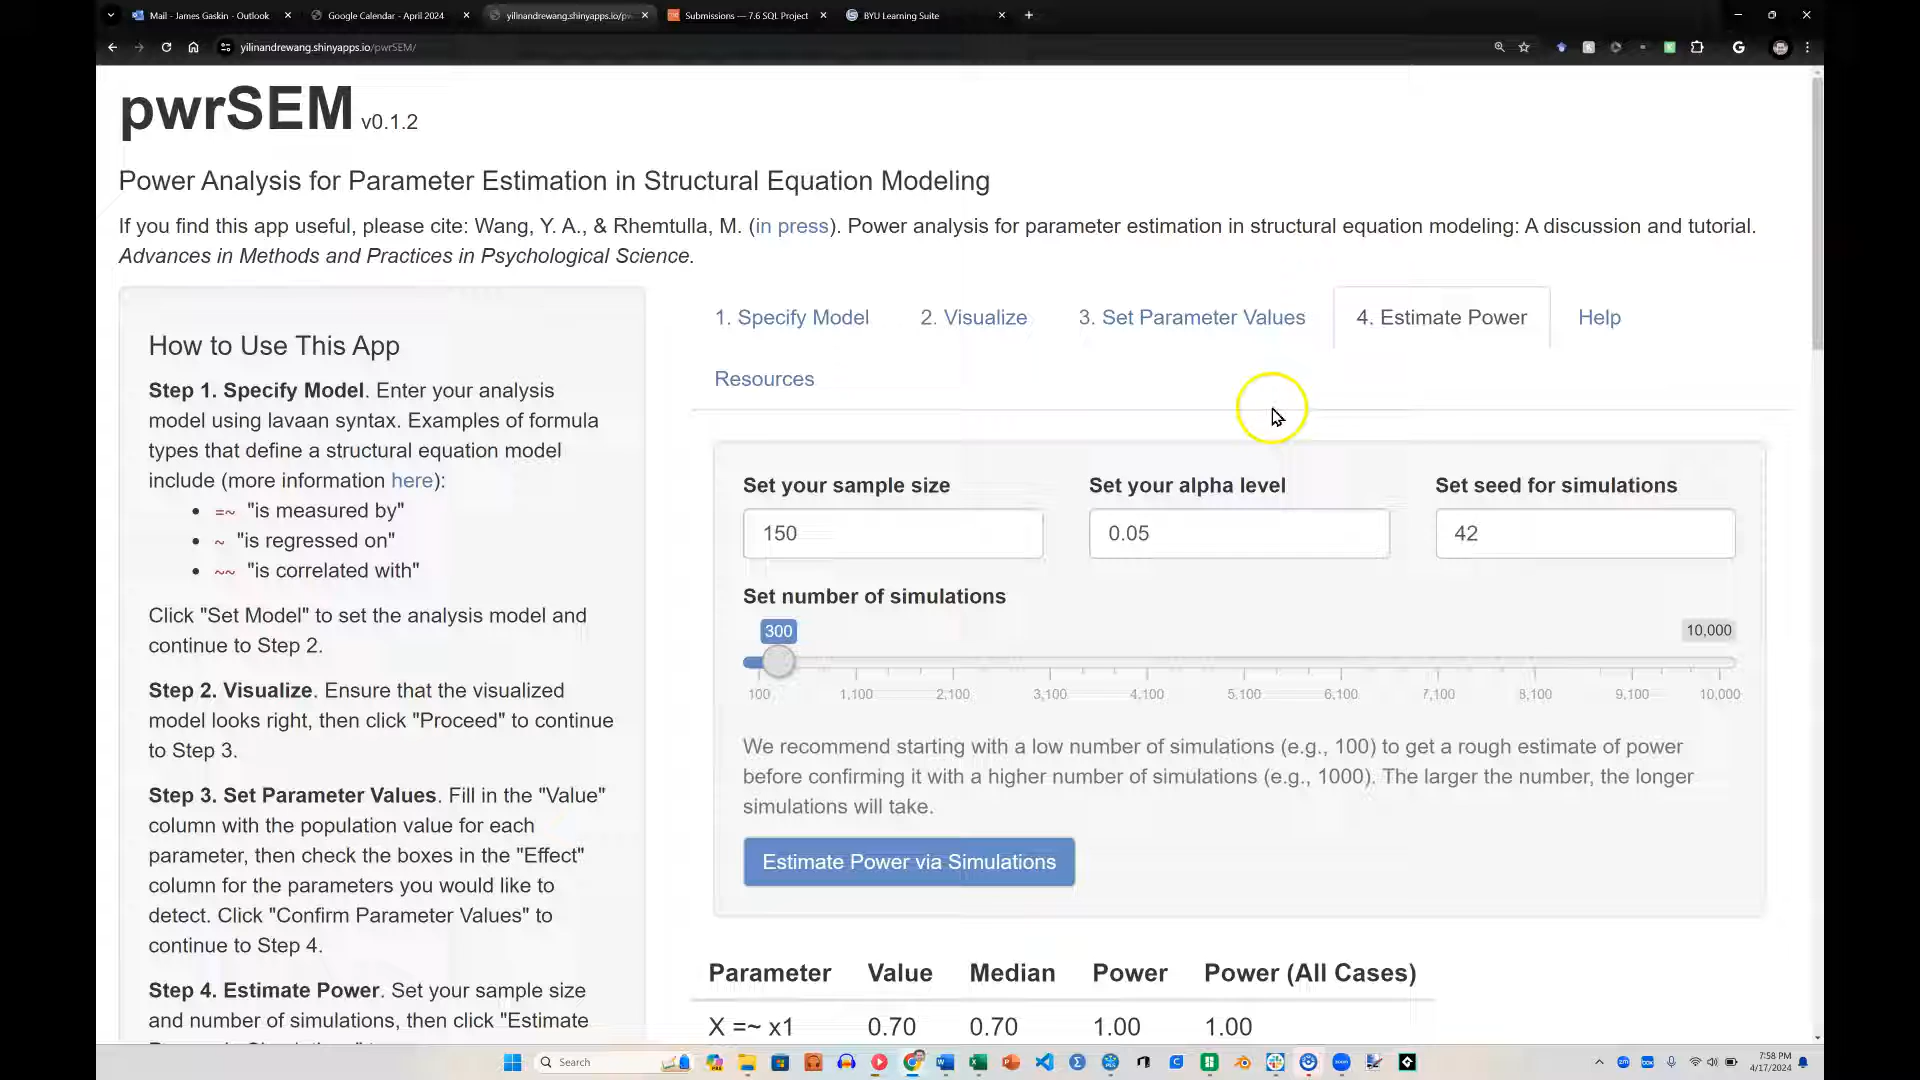 Mail - James Gaskin - Outlook
Google Calendar - April 2024
yilinandrewang.shinyapps.io/pw
Submissions — 7.6 SQL Project
BYU Learning Suite
yilinandrewang.shinyapps.io/pwrSEM/
pwrSEM v0.1.2
Power Analysis for Parameter Estimation in Structural Equation Modeling
If you find this app useful, please cite: Wang, Y. A., & Rhemtulla, M. (in press). Power analysis for parameter estimation in structural equation modeling: A discussion and tutorial.
Advances in Methods and Practices in Psychological Science.
How to Use This App
Step 1. Specify Model. Enter your analysis
model using lavaan syntax. Examples of formula
types that define a structural equation model
include (more information here):
=~ "is measured by"
~ "is regressed on"
~~ "is correlated with"
Click "Set Model" to set the analysis model and
continue to Step 2.
Step 2. Visualize. Ensure that the visualized
model looks right, then click "Proceed" to continue
to Step 3.
Step 3. Set Parameter Values. Fill in the "Value"
column with the population value for each
parameter, then check the boxes in the "Effect"
column for the parameters you would like to
detect. Click "Confirm Parameter Values" to
continue to Step 4.
Step 4. Estimate Power. Set your sample size
and number of simulations, then click "Estimate
1. Specify Model 2. Visualize 3. Set Parameter Values 4. Estimate Power Help
Resources
Set your sample size Set your alpha level Set seed for simulations
150 0.05 42
Set number of simulations
300 10,000
100 1,100 2,100 3,100 4,100 5,100 6,100 7,100 8,100 9,100 10,000
We recommend starting with a low number of simulations (e.g., 100) to get a rough estimate of power
before confirming it with a higher number of simulations (e.g., 1000). The larger the number, the longer
simulations will take.
Estimate Power via Simulations
Parameter Value Median Power Power (All Cases)
X =~ x1 0.70 0.70 1.00 1.00
Search
7:58 PM
4/17/2024